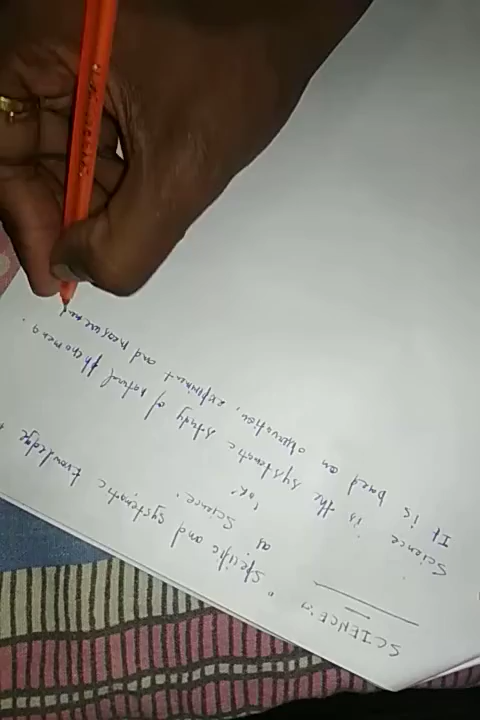 SCIENCE:-
" Specific and systematic knowledge
as Science.
'or'
Science is the systematic study of natural phenomena.
It is based on observation, expriment and measurement